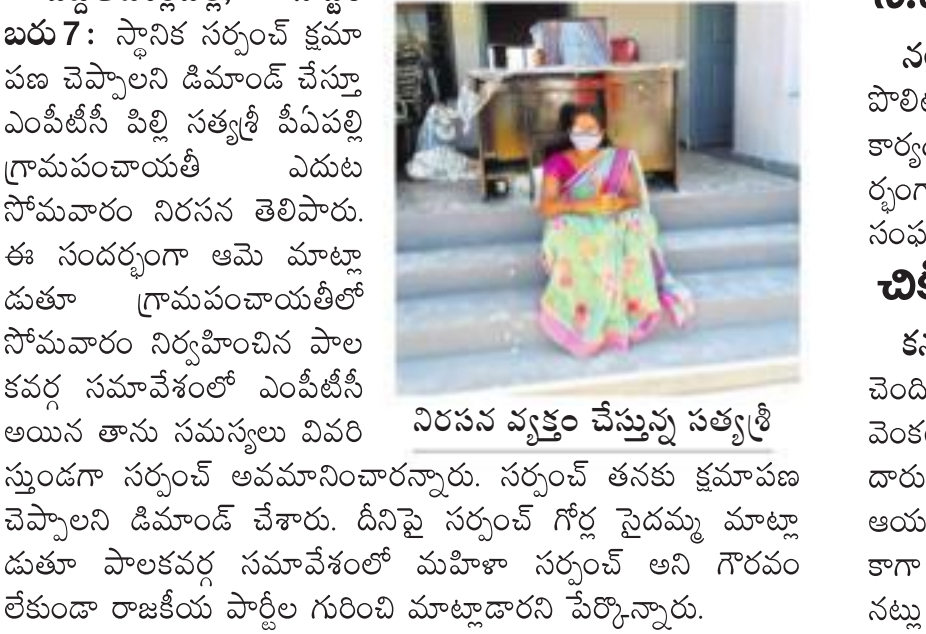 బరు 7 : స్థానిక సర్పంచ్ క్షమా
పణ చెప్పాలని డిమాండ్ చేస్తూ
ఎంపీటీసీ పిల్లి సత్యశ్రీ పీఏపల్లి
గ్రామపంచాయతీ ఎదుట
సోమవారం నిరసన తెలిపారు.
ఈ సందర్భంగా ఆమె మాట్లా
డుతూ గ్రామపంచాయతీలో
సోమవారం నిర్వహించిన పాల
కవర్గ సమావేశంలో ఎంపీటీసీ
అయిన తాను సమస్యలు వివరి
నిరసన వ్యక్తం చేస్తున్న సత్యశ్రీ
స్తుండగా సర్పంచ్ అవమానించారన్నారు. సర్పంచ్ తనకు క్షమాపణ
చెప్పాలని డిమాండ్ చేశారు. దీనిపై సర్పంచ్ గోర్ల సైదమ్మ మాట్లా
డుతూ పాలకవర్గ సమావేశంలో మహిళా సర్పంచ్ అని గౌరవం
లేకుండా రాజకీయ పార్టీల గురించి మాట్లాడారని పేర్కొన్నారు.
చెంది
వెంక
దారు
ఆయ
కాగా
నట్లు